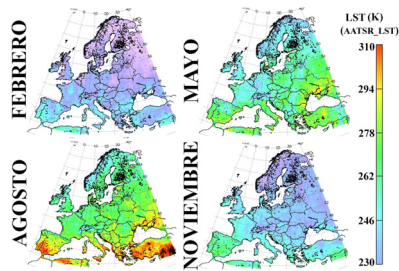 FEBRERO
MAYO
AGOSTO
NOVIEMBRE
LST (K)
(AATSR_LST)
310
294
278
262
246
230